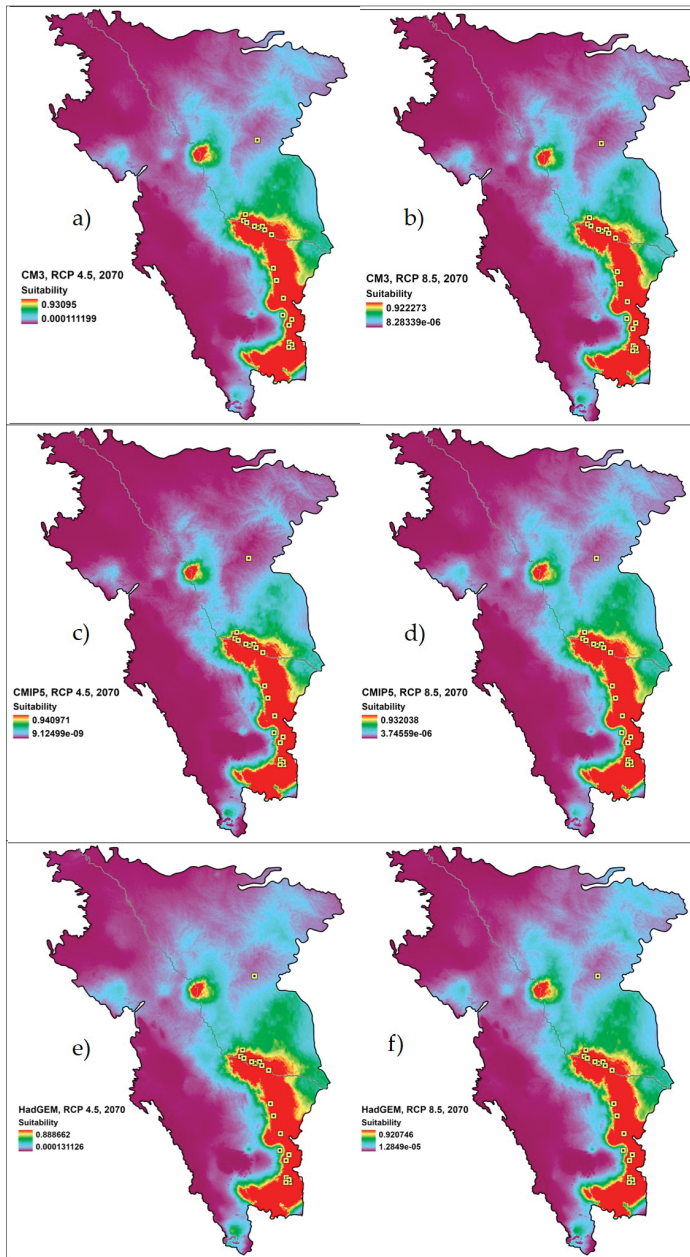 a)
CM3, RCP 4.5, 2070
Suitability
0.93095
0.000111199
b)
CM3, RCP 8.5, 2070
Suitability
0.922273
8.28339e-06
c)
CMIP5, RCP 4.5, 2070
Suitability
0.940971
9.12499e-09
d)
CMIP5, RCP 8.5, 2070
Suitability
0.932038
3.74559e-06
e)
HadGEM, RCP 4.5, 2070
Suitability
0.888662
0.000131126
f)
HadGEM, RCP 8.5, 2070
Suitability
0.920746
1.2849e-05